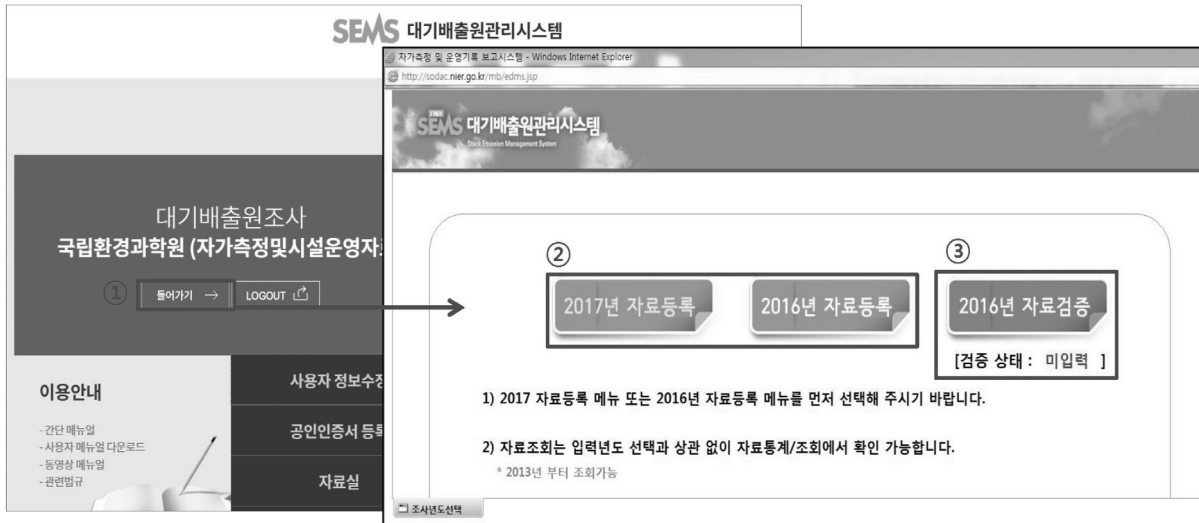 SEMS 대기배출원관리시스템
대기배출원조사
국립환경과학원 (자가측정및시설운영자료
①
들어가기 →
LOGOUT
이용안내
- 간단 메뉴얼
- 사용자 메뉴얼 다운로드
- 동영상 메뉴얼
- 관련법규
사용자 정보수정
공인인증서 등록
자료실
자가측정 및 운영기록 보고시스템 - Windows Internet Explorer
http://sodac.nier.go.kr/mb/edms.jsp
SEMS 대기배출원관리시스템
Stack Emission Management System
②
2017년 자료등록
2016년 자료등록
③
2016년 자료검증
[검증 상태 : 미입력 ]
1) 2017 자료등록 메뉴 또는 2016년 자료등록 메뉴를 먼저 선택해 주시기 바랍니다.
2) 자료조회는 입력년도 선택과 상관 없이 자료통계/조회에서 확인 가능합니다.
* 2013년 부터 조회가능
조사년도선택